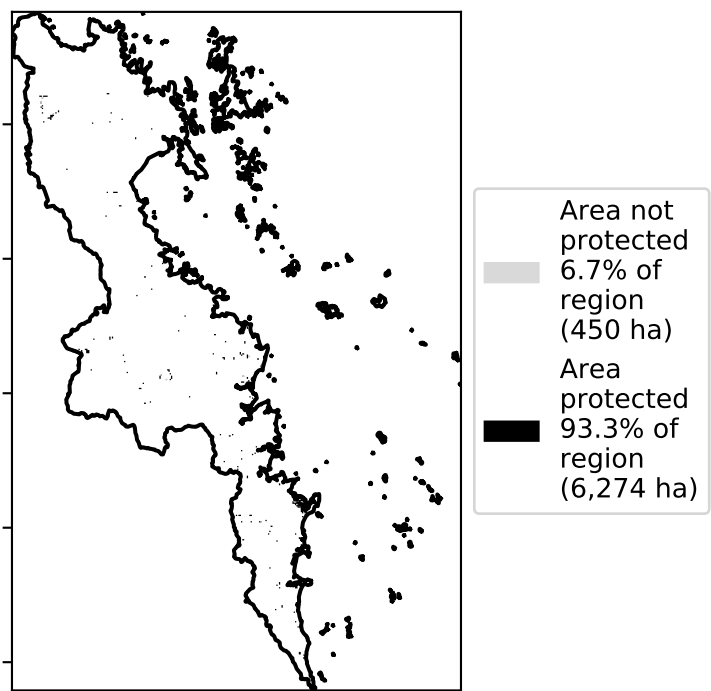 Area not
protected
6.7% of
region
(450 ha)
Area
protected
93.3% of
region
(6,274 ha)